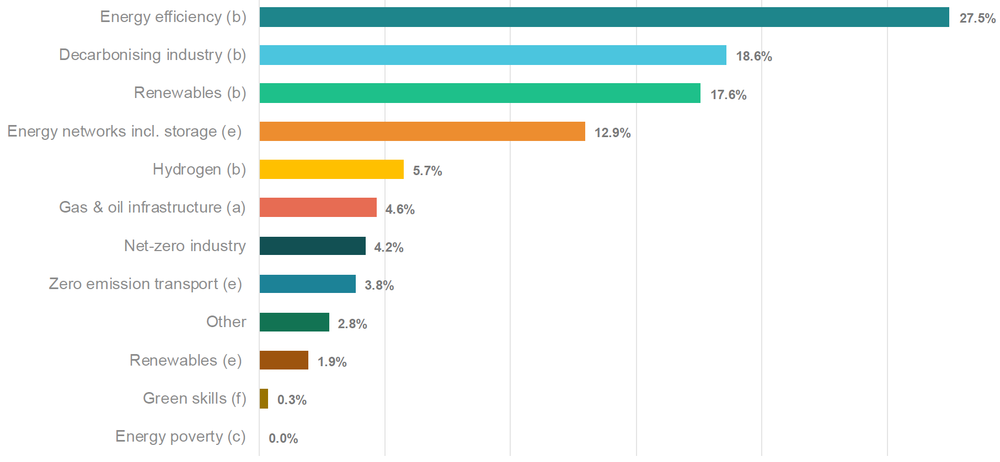 Energy efficiency (b) 27.5%
Decarbonising industry (b) 18.6%
Renewables (b) 17.6%
Energy networks incl. storage (e) 12.9%
Hydrogen (b) 5.7%
Gas & oil infrastructure (a) 4.6%
Net-zero industry 4.2%
Zero emission transport (e) 3.8%
Other 2.8%
Renewables (e) 1.9%
Green skills (f) 0.3%
Energy poverty (c) 0.0%